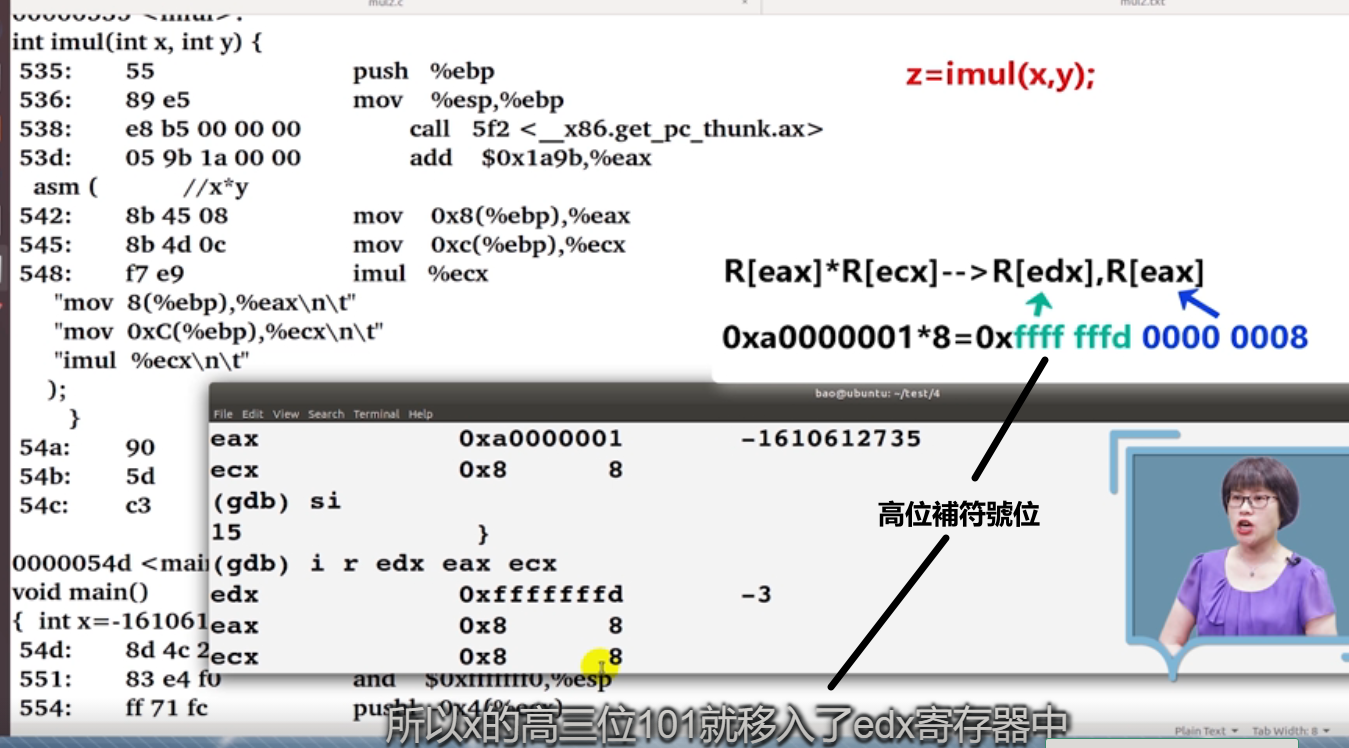 mul2.c
mul2.txt
int imul(int x, int y) {
535: 55 push %ebp
536: 89 e5 mov %esp,%ebp
538: e8 b5 00 00 00 call 5f2 <__x86.get_pc_thunk.ax>
53d: 05 9b 1a 00 00 add $0x1a9b,%eax
asm ( //x*y
542: 8b 45 08 mov 0x8(%ebp),%eax
545: 8b 4d 0c mov 0xc(%ebp),%ecx
548: f7 e9 imul %ecx
"mov 8(%ebp),%eax\n\t"
"mov 0xC(%ebp),%ecx\n\t"
"imul %ecx\n\t"
);
}
54a: 90
54b: 5d
54c: c3
0000054d <mai
void main()
{ int x=-161061
54d: 8d 4c 2
551: 83 e4 f0 and $0xfffffff0,%esp
554: ff 71 fc pushl -0x4(%ecx)
z=imul(x,y);
R[eax]*R[ecx]-->R[edx],R[eax]
0xa0000001*8=0xffff fffd 0000 0008
bao@ubuntu: ~/test/4
File Edit View Search Terminal Help
eax 0xa0000001 -1610612735
ecx 0x8 8
(gdb) si
15 }
(gdb) i r edx eax ecx
edx 0xfffffffd -3
eax 0x8 8
ecx 0x8 8
高位補符號位
所以x的高三位101就移入了edx寄存器中
Plain Text Tab Width: 8